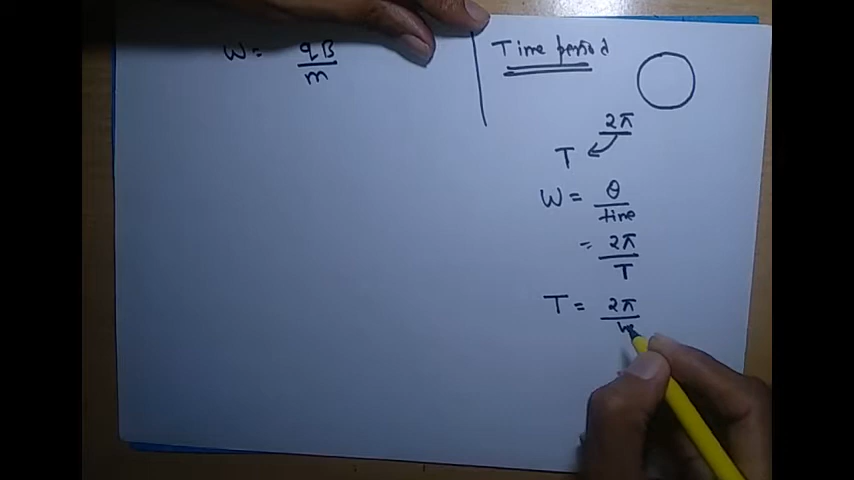 W = qB / m
Time period
2π
T
W = θ / time
= 2π / T
T = 2π / w